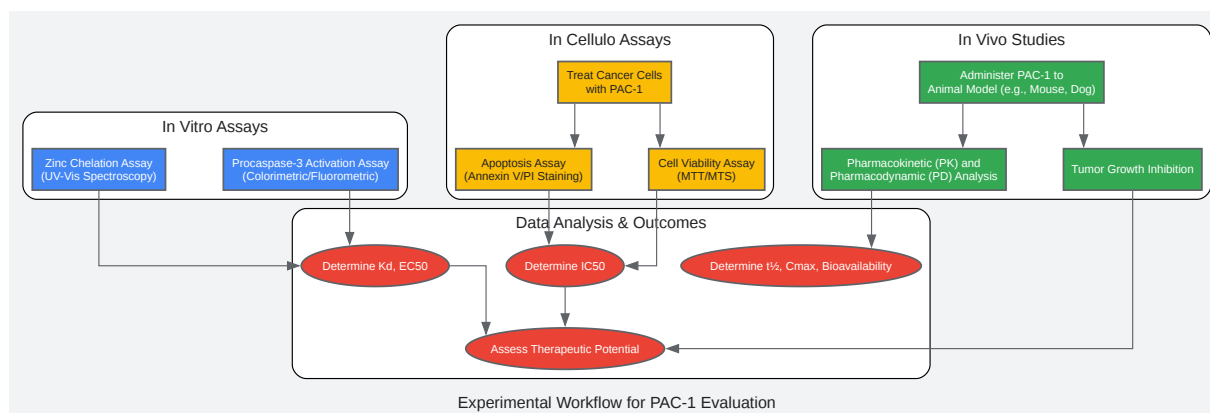 In Vitro Assays
Zinc Chelation Assay
(UV-Vis Spectroscopy)
Procaspase-3 Activation Assay
(Colorimetric/Fluorometric)
In Cellulo Assays
Treat Cancer Cells
with PAC-1
Apoptosis Assay
(Annexin V/PI Staining)
Cell Viability Assay
(MTT/MTS)
In Vivo Studies
Administer PAC-1 to
Animal Model (e.g., Mouse, Dog)
Pharmacokinetic (PK) and
Pharmacodynamic (PD) Analysis
Tumor Growth Inhibition
Data Analysis & Outcomes
Determine Kd, EC50
Determine IC50
Determine t½, Cmax, Bioavailability
Assess Therapeutic Potential
Experimental Workflow for PAC-1 Evaluation